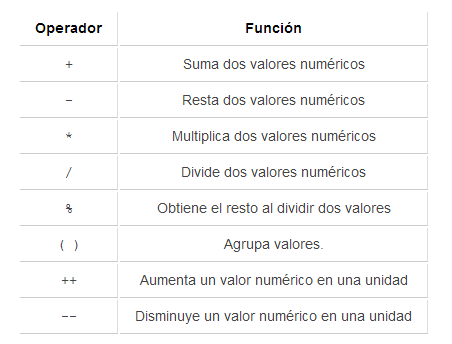 Operador Función
+ Suma dos valores numéricos
- Resta dos valores numéricos
* Multiplica dos valores numéricos
/ Divide dos valores numéricos
% Obtiene el resto al dividir dos valores
( ) Agrupa valores.
++ Aumenta un valor numérico en una unidad
-- Disminuye un valor numérico en una unidad